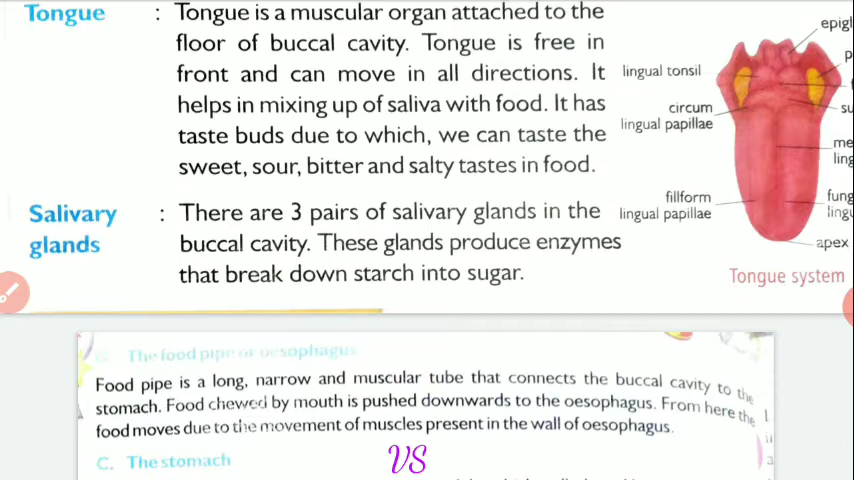 Tongue : Tongue is a muscular organ attached to the
floor of buccal cavity. Tongue is free in
front and can move in all directions. It
helps in mixing up of saliva with food. It has
taste buds due to which, we can taste the
sweet, sour, bitter and salty tastes in food.
Salivary glands : There are 3 pairs of salivary glands in the
buccal cavity. These glands produce enzymes
that break down starch into sugar.
lingual tonsil
circum
lingual papillae
fillform
lingual papillae
apex
Tongue system
The food pipe or oesophagus
Food pipe is a long, narrow and muscular tube that connects the buccal cavity to the
stomach. Food chewed by mouth is pushed downwards to the oesophagus. From here the
food moves due to the movement of muscles present in the wall of oesophagus.
C. The stomach
VS